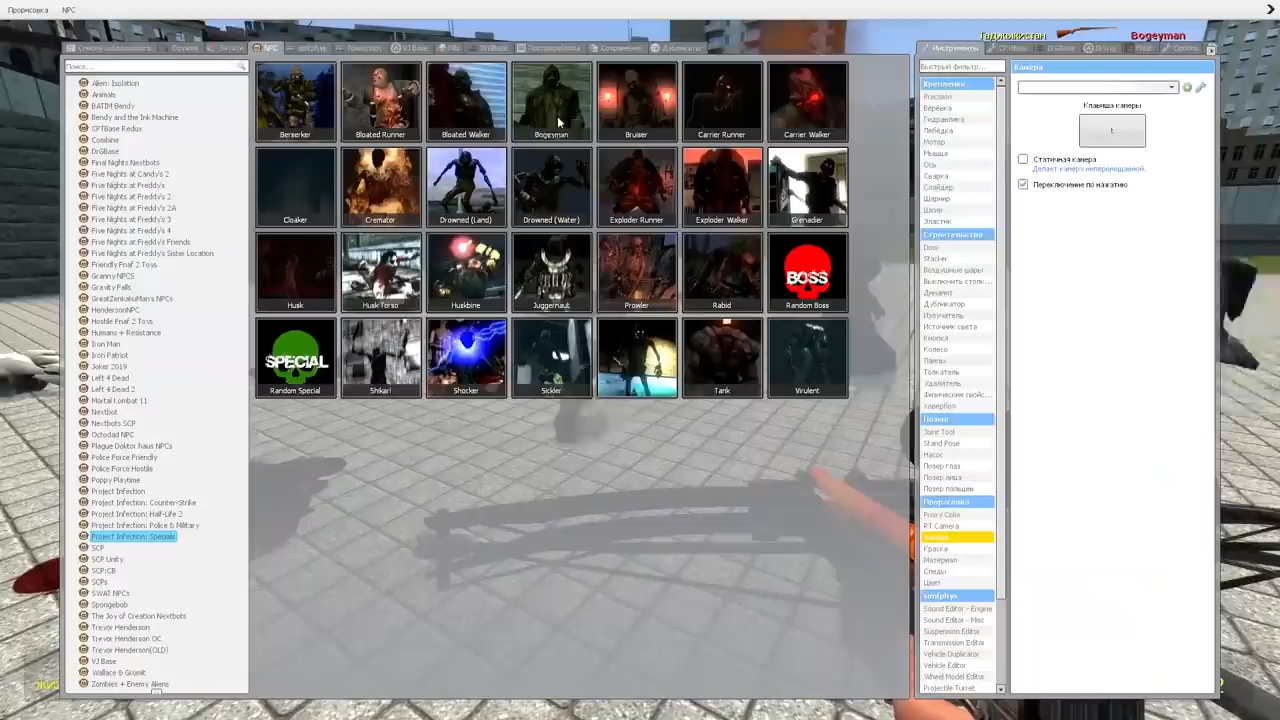 Прорисовка NPC
Таджыкистан Bogeyman
NPC simfphys VJ Base DrGBase
Инструменты Options
Поиск...
Быстрый фильтр...
Камера
Alien: Isolation
Animals
BATIM Bendy
Bendy and the Ink Machine
CPTBase Redux
Combine
DrGBase
Final Nights Nextbots
Five Nights at Candy's 2
Five Nights at Freddy's
Five Nights at Freddy's 2
Five Nights at Freddy's 2A
Five Nights at Freddy's 3
Five Nights at Freddy's 4
Five Nights at Freddy's Friends
Five Nights at Freddy's Sister Location
Friendly Fnaf 2 Toys
Granny NPCS
Gravity Falls
GreatZenkakuMan's NPCs
HendersonNPC
Hostile Fnaf 2 Toys
Humans + Resistance
Iron Man
Iron Patriot
Joker 2019
Left 4 Dead
Left 4 Dead 2
Mortal Kombat 11
Nextbot
Nextbots SCP
Octodad NPC
Plague Doktor haus NPCs
Police Force Friendly
Police Force Hostile
Poppy Playtime
Project Infection
Project Infection: Counter-Strike
Project Infection: Half-Life 2
Project Infection: Police & Military
Project Infection: Specials
SCP
SCP Unity
SCP:CB
SCPs
SWAT NPCs
Spongebob
The Joy of Creation Nextbots
Trevor Henderson
Trevor Henderson OC
Trevor Henderson(OLD)
VJ Base
Wallace & Gromit
Zombies + Enemy Aliens
Berserker Bloated Runner Bloated Walker Bogeyman Bruiser Carrier Runner Carrier Walker
Cloaker Cremator Drowned (Land) Drowned (Water) Exploder Runner Exploder Walker Grenadier
Husk Husk Torso Huskbine Juggernaut Prowler Rabid BOSS Random Boss
SPECIAL Random Special Shikari Shocker Sickler Tank Virulent
Крепления
Precision
Верёвка
Гидравлика
Лебёдка
Мотор
Мышца
Ось
Сварка
Слайдер
Шарнир
Шкив
Эластик
Строительство
Door
Stacker
Воздушные шары
Выключить столк...
Динамит
Дубликатор
Излучатель
Источник света
Кнопка
Колесо
Лампы
Толкатель
Удалитель
Физические свойс...
Ховербол
Позинг
Joint Tool
Stand Pose
Насос
Позер глаз
Позер лица
Позер пальцев
Прорисовка
Proxy Color
RT Camera
Камера
Краска
Материал
Следы
Цвет
simfphys
Sound Editor - Engine
Sound Editor - Misc
Suspension Editor
Transmission Editor
Vehicle Duplicator
Vehicle Editor
Wheel Model Editor
Projectile Turret
Клавиша камеры
t
Статичная камера
Делает камеру неперемещаемой.
Переключение по нажатию